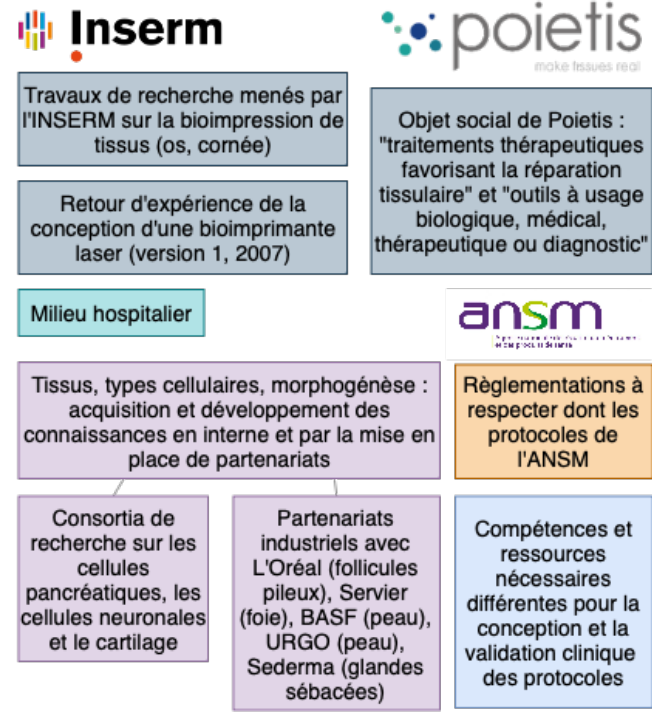 Inserm
poietis
make tissues real
Travaux de recherche menés par
l'INSERM sur la bioimpression de
tissus (os, cornée)
Objet social de Poietis :
"traitements thérapeutiques
favorisant la réparation
tissulaire" et "outils à usage
biologique, médical,
thérapeutique ou diagnostic"
Retour d'expérience de la
conception d'une bioimprimante
laser (version 1, 2007)
Milieu hospitalier
ansm
Tissus, types cellulaires, morphogénèse :
acquisition et développement des
connaissances en interne et par la mise en
place de partenariats
Règlementations à
respecter dont les
protocoles de
l'ANSM
Consortia de
recherche sur les
cellules
pancréatiques, les
cellules neuronales
et le cartilage
Partenariats
industriels avec
L'Oréal (follicules
pileux), Servier
(foie), BASF (peau),
URGO (peau),
Sederma (glandes
sébacées)
Compétences et
ressources
nécessaires
différentes pour la
conception et la
validation clinique
des protocoles